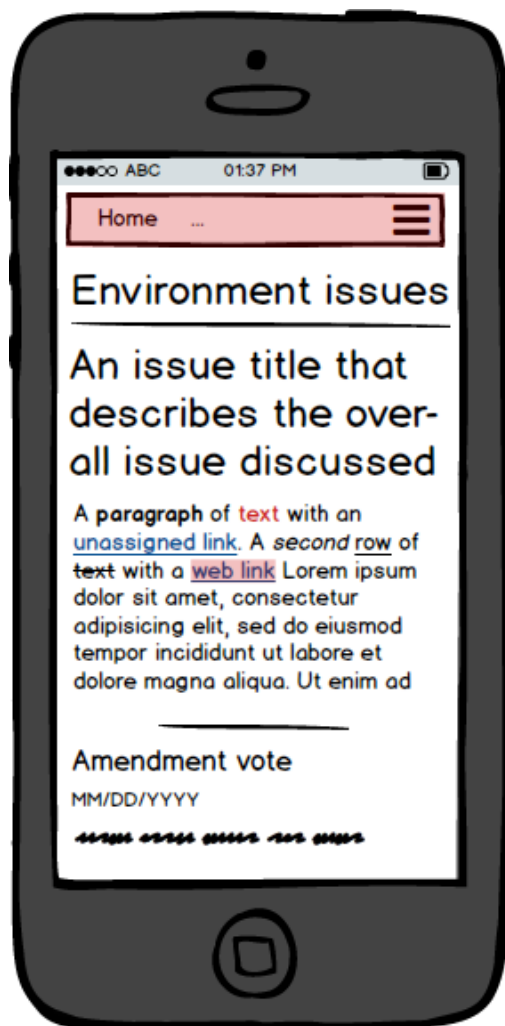 ABC 01:37 PM
Home ...
Environment issues
An issue title that
describes the over-
all issue discussed
A paragraph of text with an
unassigned link. A second row of
text with a web link Lorem ipsum
dolor sit amet, consectetur
adipisicing elit, sed do eiusmod
tempor incididunt ut labore et
dolore magna aliqua. Ut enim ad
Amendment vote
MM/DD/YYYY